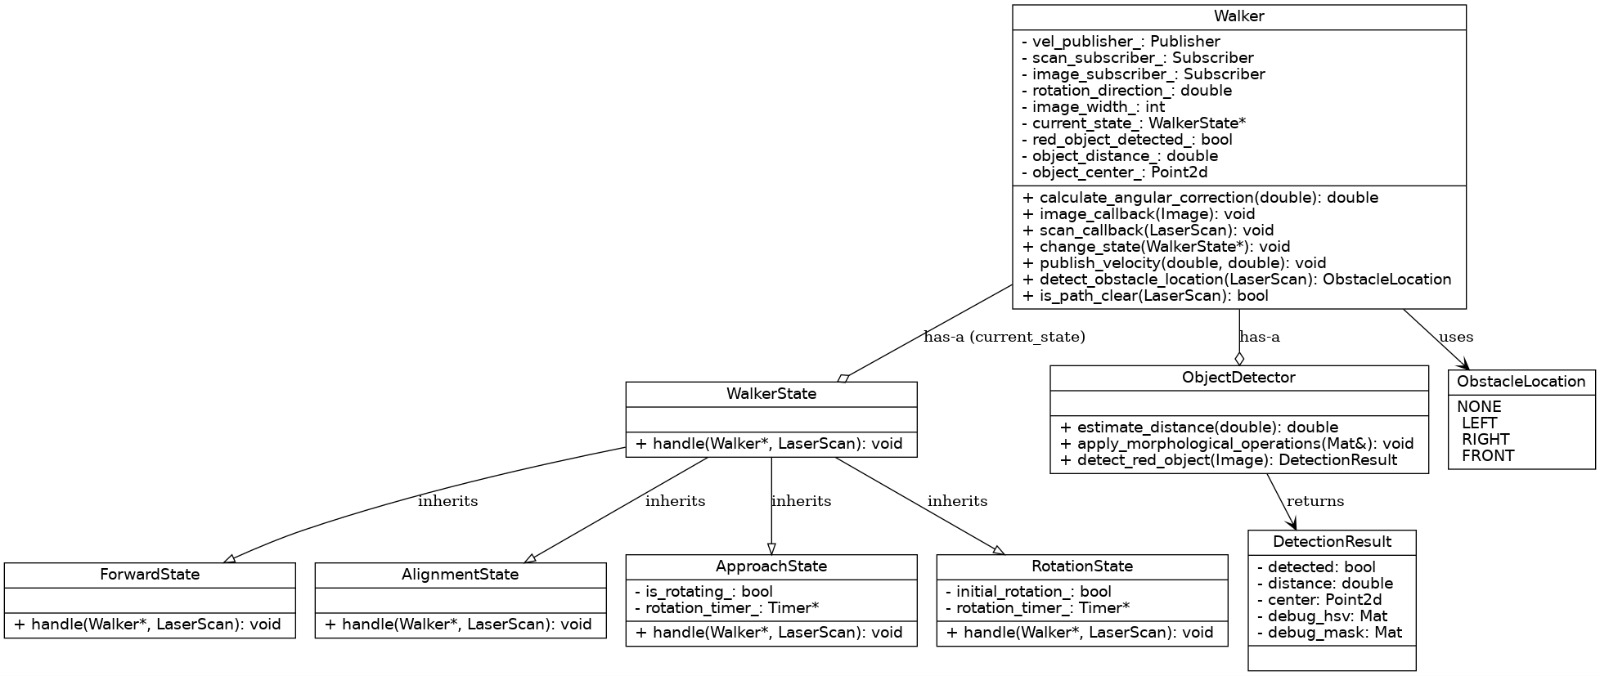 Walker
- vel_publisher_: Publisher
- scan_subscriber_: Subscriber
- image_subscriber_: Subscriber
- rotation_direction_: double
- image_width_: int
- current_state_: WalkerState*
- red_object_detected_: bool
- object_distance_: double
- object_center_: Point2d
+ calculate_angular_correction(double): double
+ image_callback(Image): void
+ scan_callback(LaserScan): void
+ change_state(WalkerState*): void
+ publish_velocity(double, double): void
+ detect_obstacle_location(LaserScan): ObstacleLocation
+ is_path_clear(LaserScan): bool
has-a (current_state)
has-a
uses
WalkerState
+ handle(Walker*, LaserScan): void
ObjectDetector
+ estimate_distance(double): double
+ apply_morphological_operations(Mat&): void
+ detect_red_object(Image): DetectionResult
ObstacleLocation
NONE
LEFT
RIGHT
FRONT
inherits
inherits
inherits
inherits
returns
ForwardState
+ handle(Walker*, LaserScan): void
AlignmentState
+ handle(Walker*, LaserScan): void
ApproachState
- is_rotating_: bool
- rotation_timer_: Timer*
+ handle(Walker*, LaserScan): void
RotationState
- initial_rotation_: bool
- rotation_timer_: Timer*
+ handle(Walker*, LaserScan): void
DetectionResult
- detected: bool
- distance: double
- center: Point2d
- debug_hsv: Mat
- debug_mask: Mat